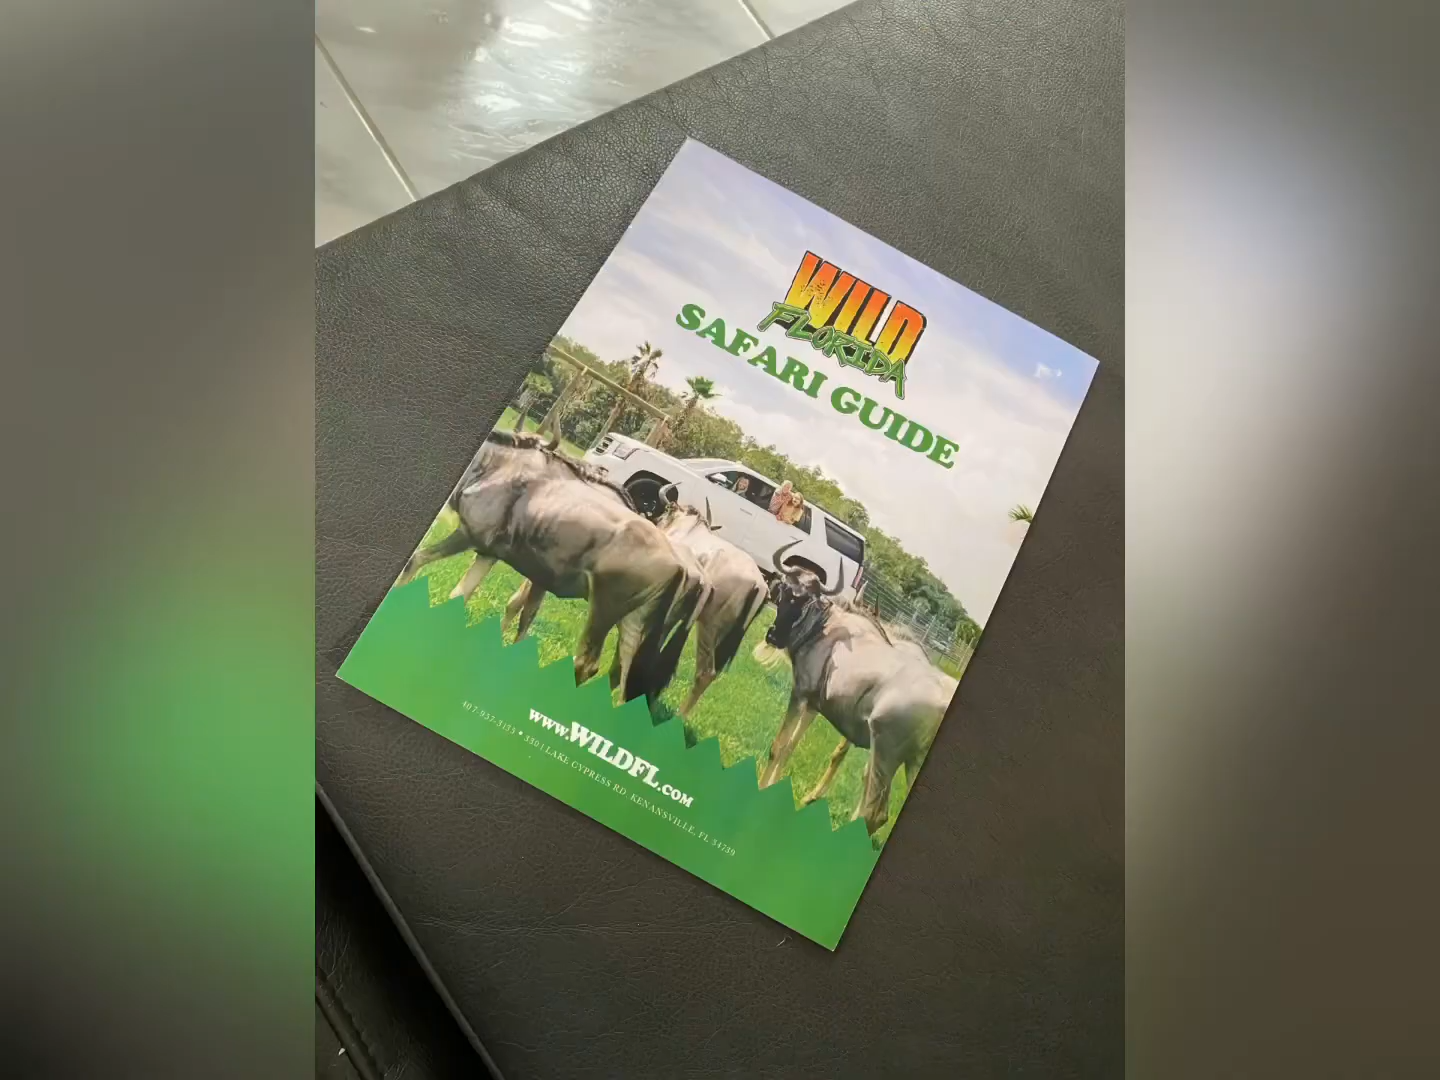 WILD
FLORIDA
SAFARI GUIDE
www.WILDFL.COM
407-957-3135 • 3301 LAKE CYPRESS RD. KENANSVILLE, FL 34739